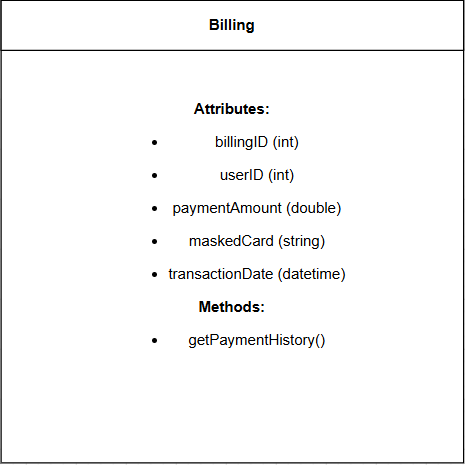 Billing
Attributes:
• billingID (int)
• userID (int)
• paymentAmount (double)
• maskedCard (string)
• transactionDate (datetime)
Methods:
• getPaymentHistory()